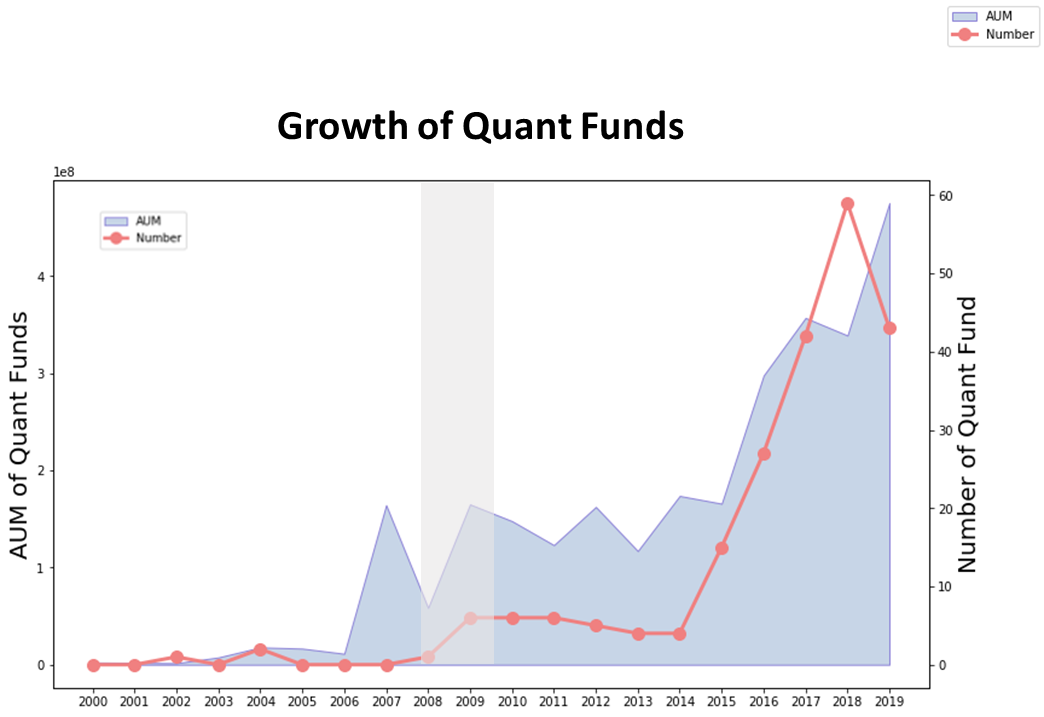 AUM
Number
Growth of Quant Funds
1e8
AUM
Number
AUM of Quant Funds
4
3
2
1
0
60
50
40
30
20
10
0
Number of Quant Fund
2000 2001 2002 2003 2004 2005 2006 2007 2008 2009 2010 2011 2012 2013 2014 2015 2016 2017 2018 2019